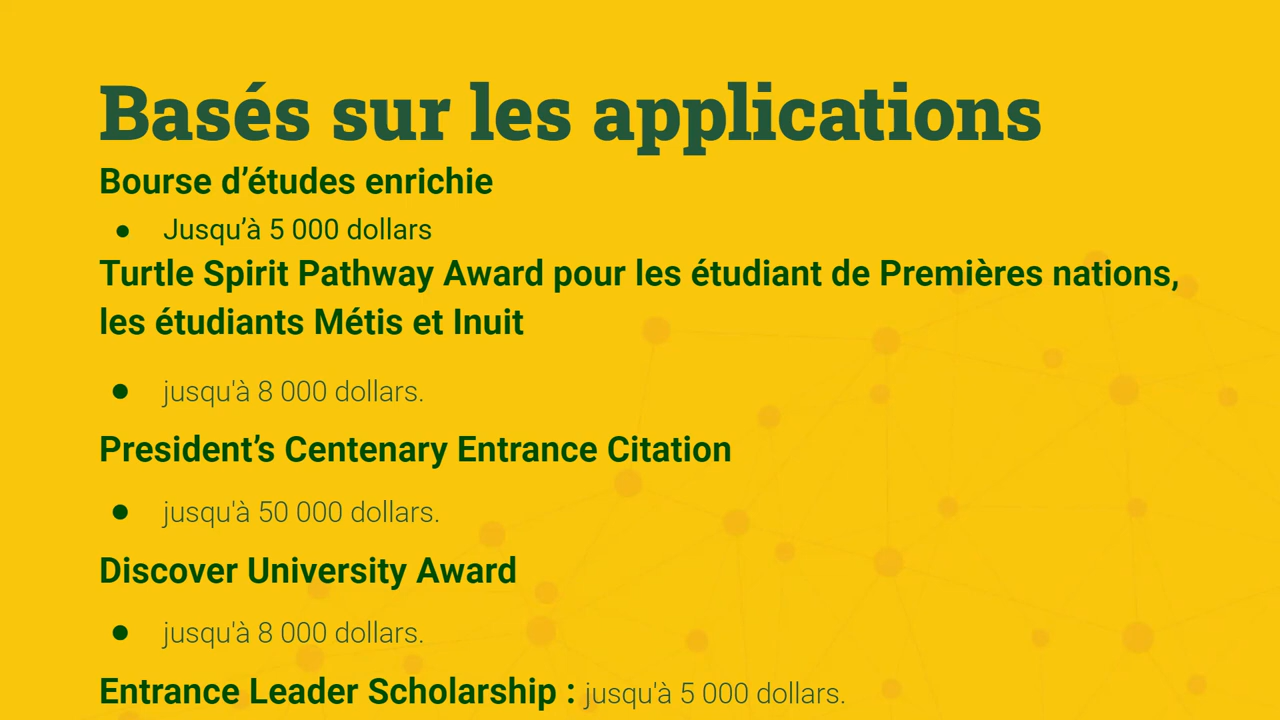 Basés sur les applications
Bourse d’études enrichie
● Jusqu’à 5 000 dollars
Turtle Spirit Pathway Award pour les étudiant de Premières nations,
les étudiants Métis et Inuit
● jusqu'à 8 000 dollars.
President’s Centenary Entrance Citation
● jusqu'à 50 000 dollars.
Discover University Award
● jusqu'à 8 000 dollars.
Entrance Leader Scholarship : jusqu'à 5 000 dollars.